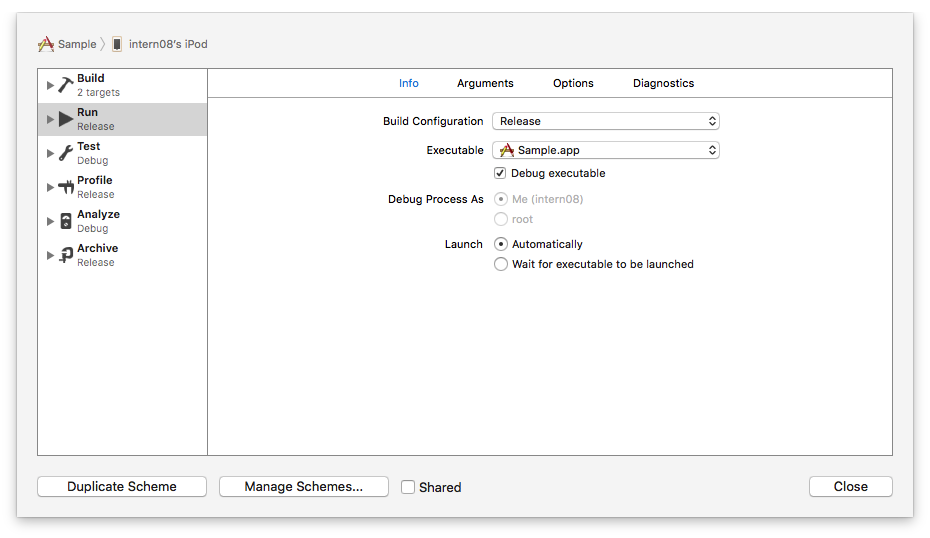 Sample 〉 intern08's iPod
Build
2 targets
Run
Release
Test
Debug
Profile
Release
Analyze
Debug
Archive
Release
Info Arguments Options Diagnostics
Build Configuration Release
Executable Sample.app
Debug executable
Debug Process As Me (intern08)
root
Launch Automatically
Wait for executable to be launched
Duplicate Scheme Manage Schemes... Shared Close